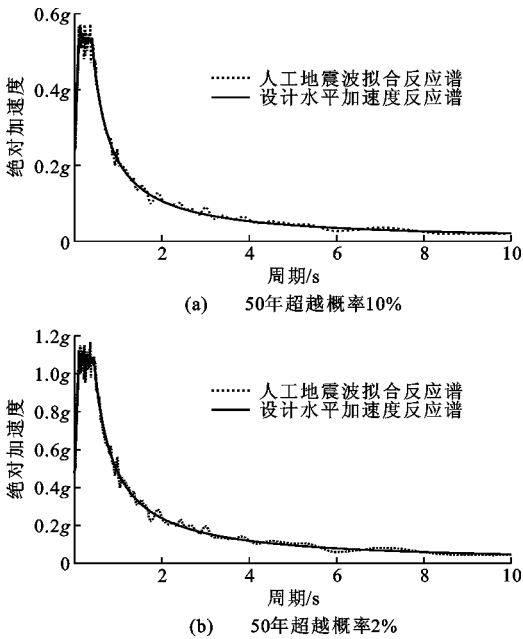 0.6g
0.4g
0.2g
0
绝对加速度
人工地震波拟合反应谱
设计水平加速度反应谱
2 4 6 8 10
周期/s
(a) 50年超越概率10%
1.2g
1.0g
0.8g
0.6g
0.4g
0.2g
0
绝对加速度
人工地震波拟合反应谱
设计水平加速度反应谱
2 4 6 8 10
周期/s
(b) 50年超越概率2%